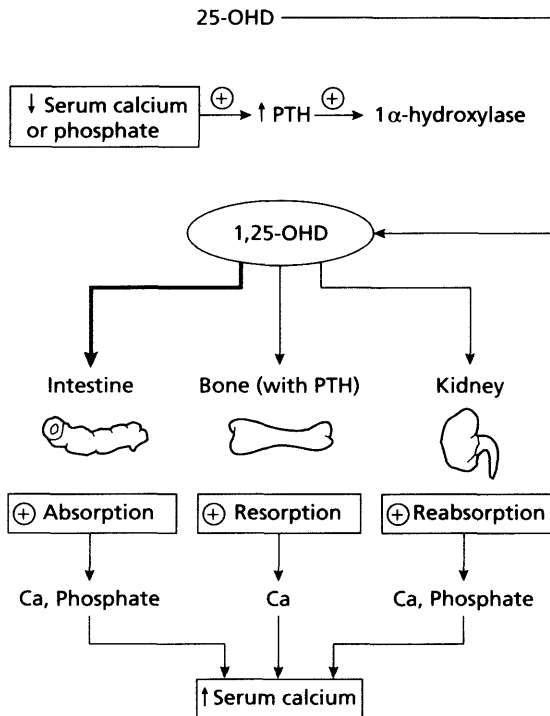 25-OHD
↓ Serum calcium
or phosphate
+
↑ PTH
+
1α-hydroxylase
1,25-OHD
Intestine
Bone (with PTH)
Kidney
+ Absorption
+ Resorption
+ Reabsorption
Ca, Phosphate
Ca
Ca, Phosphate
↑ Serum calcium